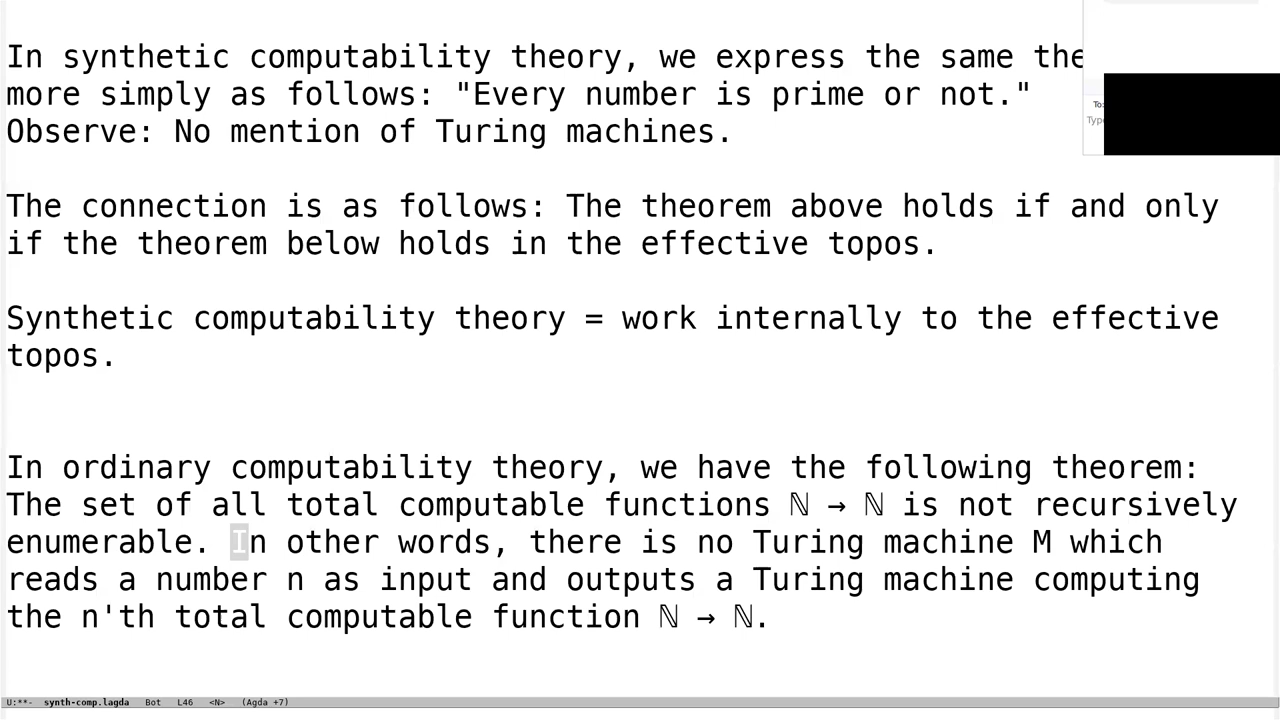 In synthetic computability theory, we express the same the
more simply as follows: "Every number is prime or not."
Observe: No mention of Turing machines.
To:
Typ
The connection is as follows: The theorem above holds if and only
if the theorem below holds in the effective topos.
Synthetic computability theory = work internally to the effective
topos.
In ordinary computability theory, we have the following theorem:
The set of all total computable functions ℕ → ℕ is not recursively
enumerable. In other words, there is no Turing machine M which
reads a number n as input and outputs a Turing machine computing
the n'th total computable function ℕ → ℕ.
U:**- synth-comp.lagda Bot L46 <N> (Agda +7)